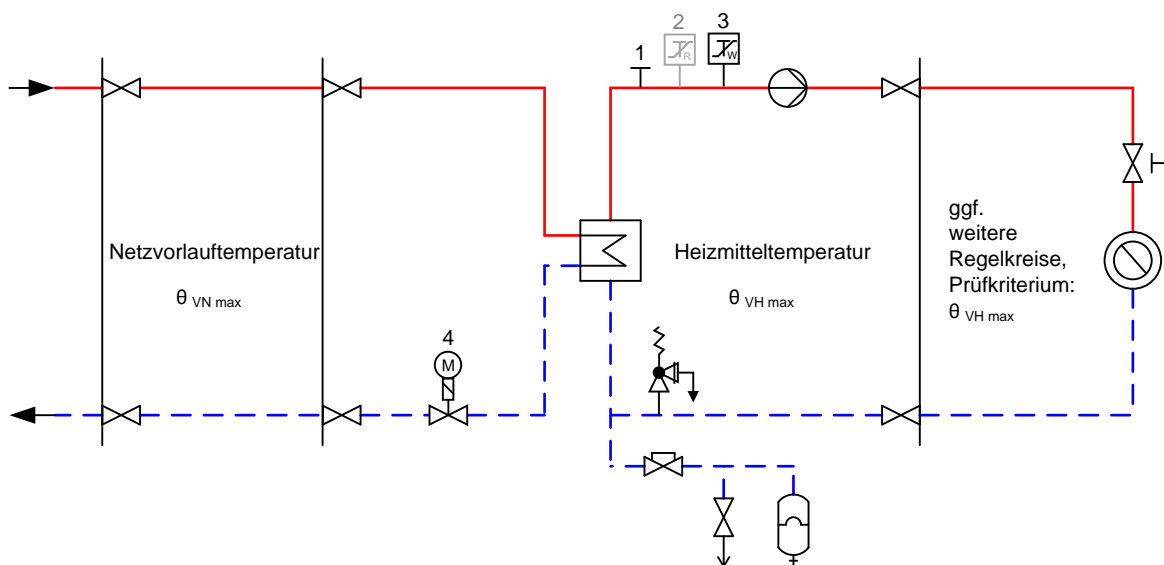 1
2
3
R
W
Netzvorlauftemperatur
θ VN max
Heizmitteltemperatur
θ VH max
ggf.
weitere
Regelkreise,
Prüfkriterium:
θ VH max
4
M